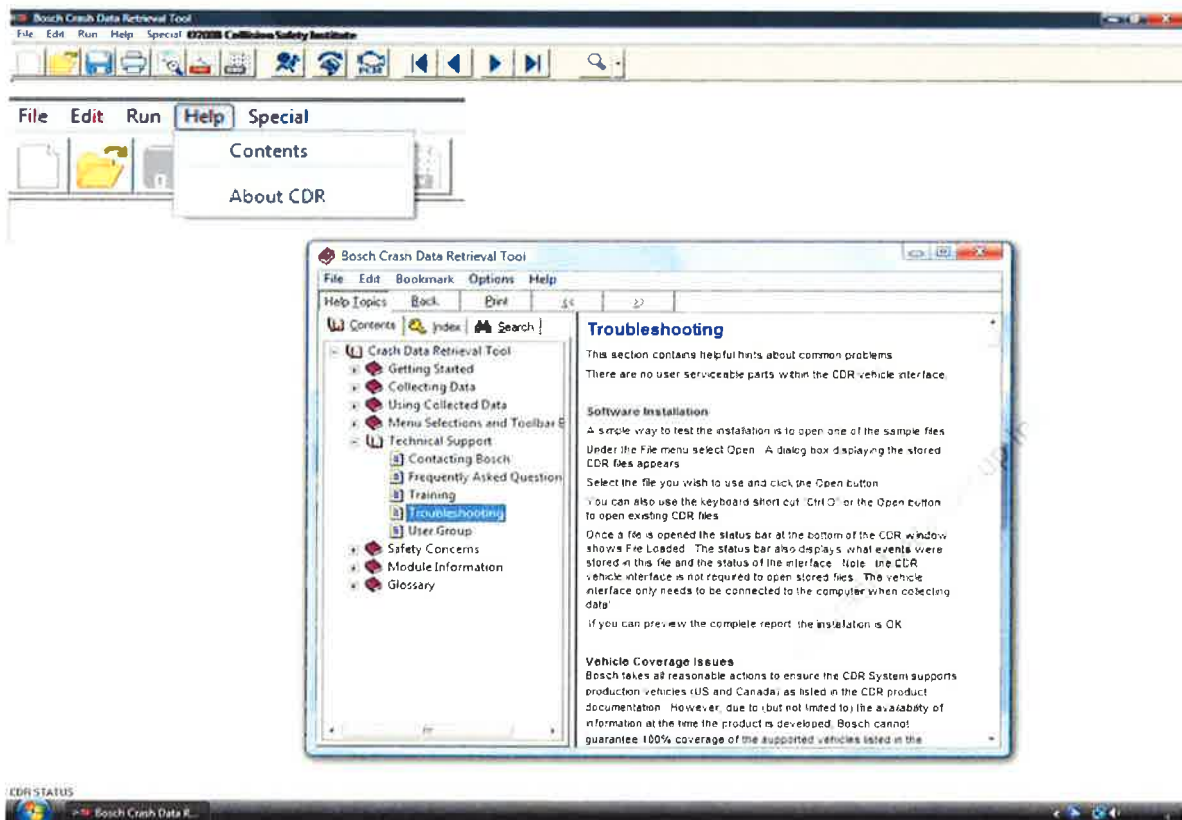 Bosch Crash Data Retrieval Tool
File Edit Run Help Special ©2008 Collision Safety Institute
File Edit Run Help Special
Contents
About CDR
Bosch Crash Data Retrieval Tool
File Edit Bookmark Options Help
Help Topics Back Print << >>
Contents Index Search
Crash Data Retrieval Tool
Getting Started
Collecting Data
Using Collected Data
Menu Selections and Toolbar B
Technical Support
Contacting Bosch
Frequently Asked Question
Training
Troubleshooting
User Group
Safety Concerns
Module Information
Glossary
Troubleshooting
This section contains helpful hints about common problems
There are no user serviceable parts within the CDR vehicle interface.
Software Installation
A simple way to test the installation is to open one of the sample files
Under the File menu select Open. A dialog box displaying the stored
CDR files appears
Select the file you wish to use and click the Open button
You can also use the keyboard short cut "Ctrl O" or the Open button
to open existing CDR files
Once a file is opened the status bar at the bottom of the CDR window
shows File Loaded. The status bar also displays what events were
stored in this file and the status of the interface. Note: the CDR
vehicle interface is not required to open stored files. The vehicle
interface only needs to be connected to the computer when collecting
data!
If you can preview the complete report, the installation is OK
Vehicle Coverage Issues
Bosch takes all reasonable actions to ensure the CDR System supports
production vehicles (US and Canada) as listed in the CDR product
documentation. However, due to (but not limited to) the availability of
information at the time the product is developed, Bosch cannot
guarantee 100% coverage of the supported vehicles listed in the
CDR STATUS
Bosch Crash Data R...